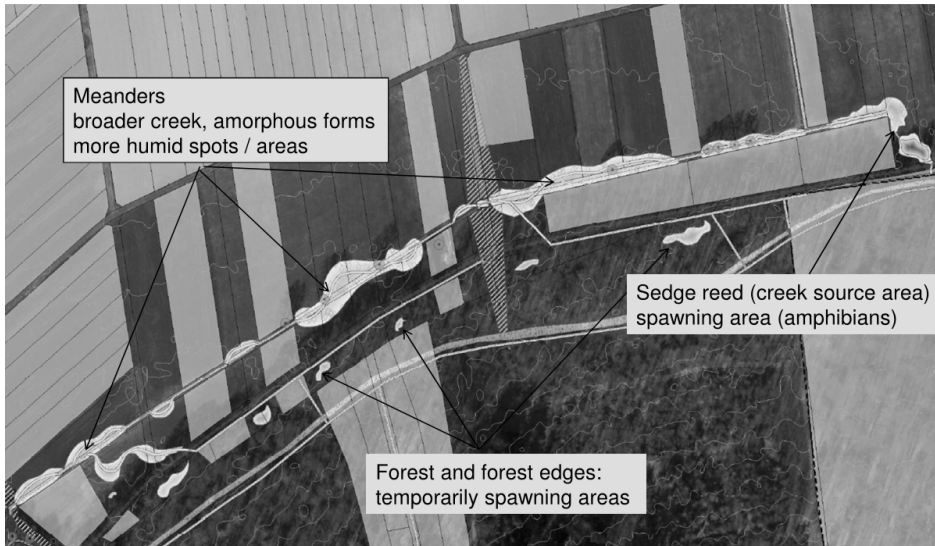 Meanders
broader creek, amorphous forms
more humid spots / areas
Sedge reed (creek source area)
spawning area (amphibians)
Forest and forest edges:
temporarily spawning areas